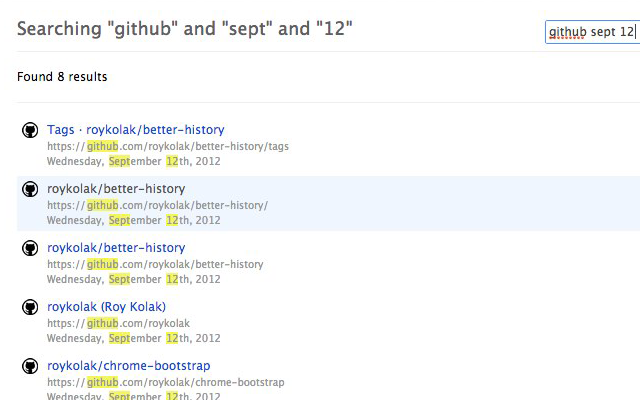 Searching "github" and "sept" and "12"
github sept 12
Found 8 results
Tags · roykolak/better-history
https://github.com/roykolak/better-history/tags
Wednesday, September 12th, 2012
roykolak/better-history
https://github.com/roykolak/better-history/
Wednesday, September 12th, 2012
roykolak/better-history
https://github.com/roykolak/better-history
Wednesday, September 12th, 2012
roykolak (Roy Kolak)
https://github.com/roykolak
Wednesday, September 12th, 2012
roykolak/chrome-bootstrap
https://github.com/roykolak/chrome-bootstrap
Wednesday, September 12th, 2012